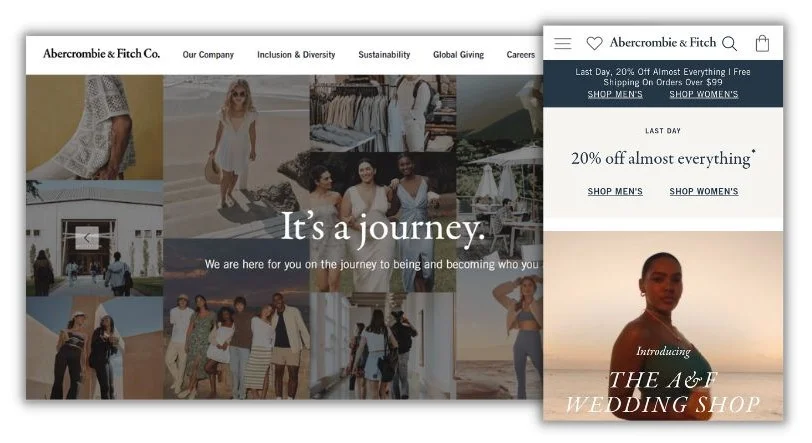 Abercrombie & Fitch Co.
Our Company
Inclusion & Diversity
Sustainability
Global Giving
Careers
It's a journey.
We are here for you on the journey to being and becoming who you
Abercrombie & Fitch
Last Day, 20% Off Almost Everything I Free
Shipping On Orders Over $99
SHOP MEN'S SHOP WOMEN'S
LAST DAY
20% off almost everything*
SHOP MEN'S SHOP WOMEN'S
Introducing
THE A&F
WEDDING SHOP